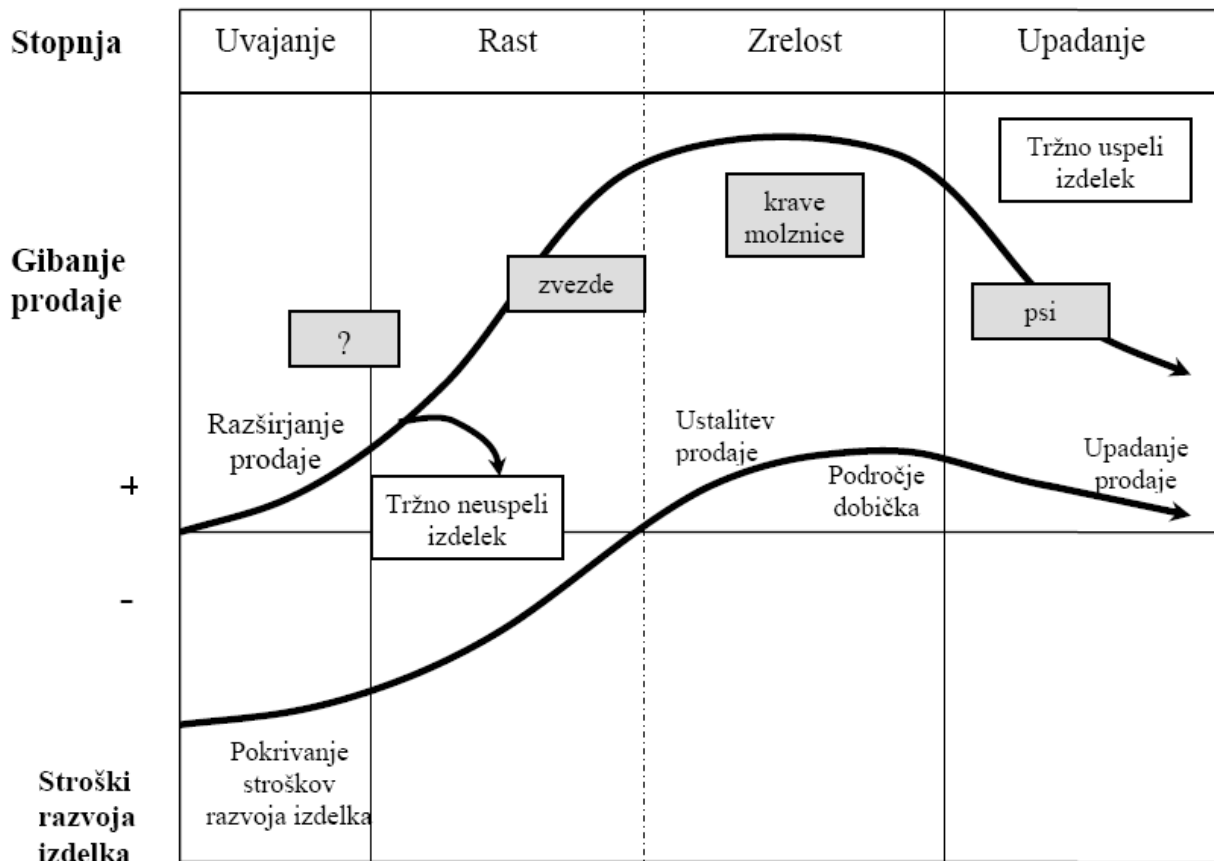 Stopnja
Uvajanje
Rast
Zrelost
Upadanje
Tržno uspeli
izdelek
krave
molznice
Gibanje
prodaje
zvezde
psi
?
Razširjanje
prodaje
Ustalitev
prodaje
Upadanje
prodaje
Področje
dobička
+
Tržno neuspeli
izdelek
-
Pokrivanje
stroškov
razvoja izdelka
Stroški
razvoja
izdelka